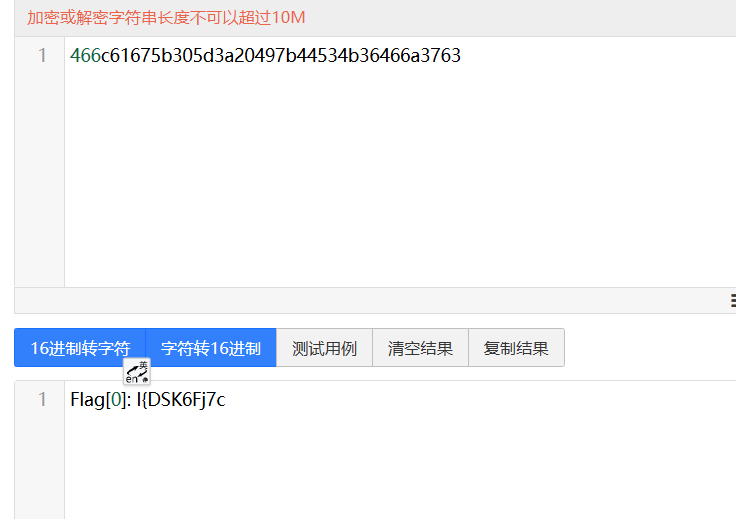 加密或解密字符串长度不可以超过10M
1 466c61675b305d3a20497b44534b36466a3763
16进制转字符 字符转16进制 测试用例 清空结果 复制结果
英
en
1 Flag[0]: I{DSK6Fj7c